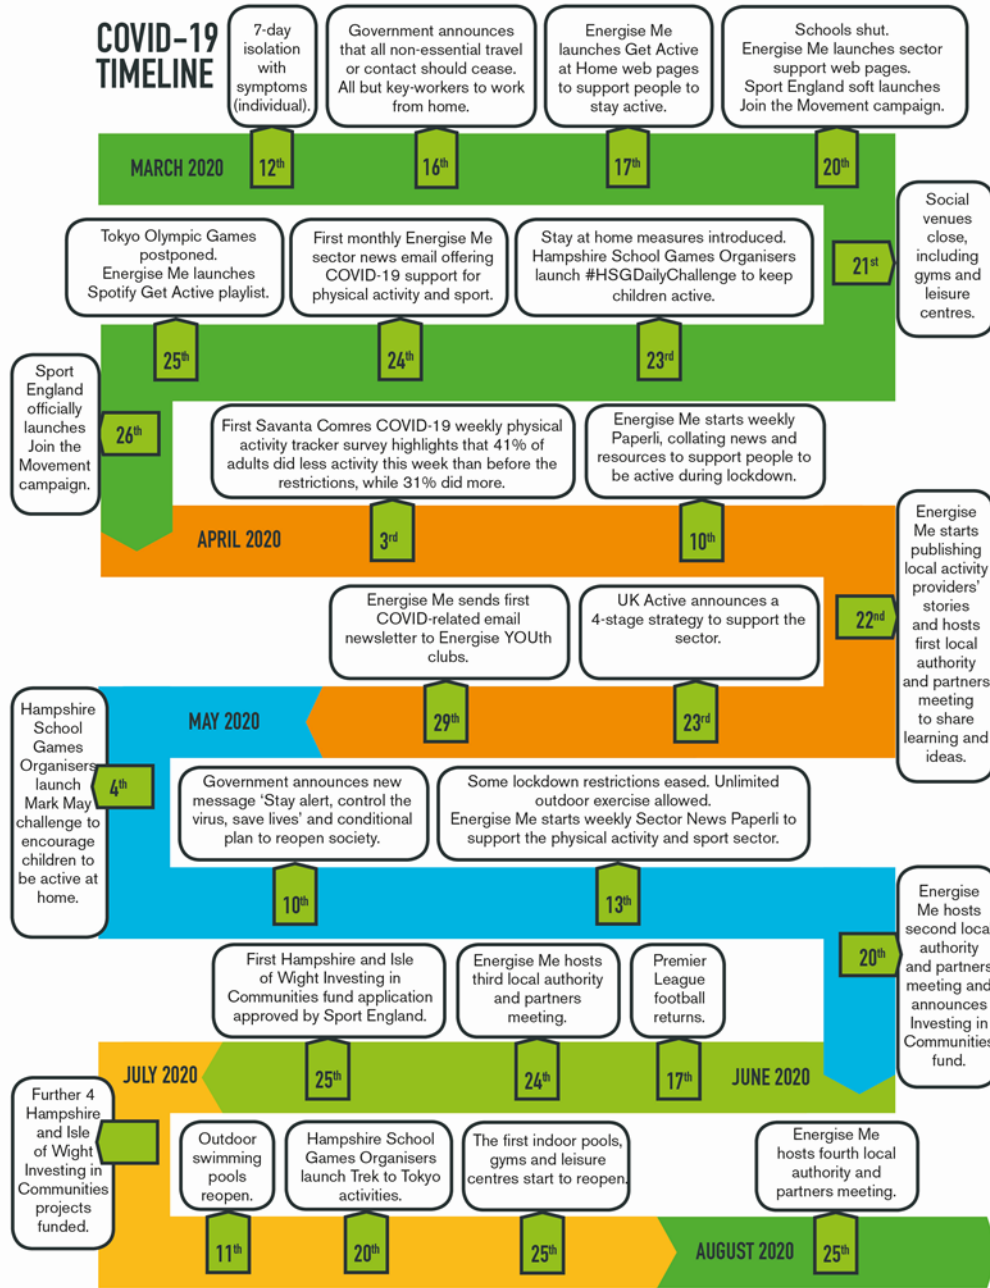 COVID-19
TIMELINE
7-day
isolation
with
symptoms
(individual).
Government announces
that all non-essential travel
or contact should cease.
All but key-workers to work
from home.
Energise Me
launches Get Active
at Home web pages
to support people to
stay active.
Schools shut.
Energise Me launches sector
support web pages.
Sport England soft launches
Join the Movement campaign.
MARCH 2020
12th
16th
17th
20th
Social
venues
close,
including
gyms and
leisure
centres.
21st
Stay at home measures introduced.
Hampshire School Games Organisers
launch #HSGDailyChallenge to keep
children active.
23rd
First monthly Energise Me
sector news email offering
COVID-19 support for
physical activity and sport.
24th
Tokyo Olympic Games
postponed.
Energise Me launches
Spotify Get Active playlist.
25th
Sport
England
officially
launches
Join the
Movement
campaign.
26th
First Savanta Comres COVID-19 weekly physical
activity tracker survey highlights that 41% of
adults did less activity this week than before the
restrictions, while 31% did more.
Energise Me starts weekly
Paperli, collating news and
resources to support people to
be active during lockdown.
APRIL 2020
3rd
10th
Energise
Me starts
publishing
local activity
providers'
stories
and hosts
first local
authority
and partners
meeting
to share
learning and
ideas.
22nd
UK Active announces a
4-stage strategy to support the
sector.
23rd
Energise Me sends first
COVID-related email
newsletter to Energise YOUth
clubs.
29th
MAY 2020
Hampshire
School
Games
Organisers
launch
Mark May
challenge to
encourage
children to
be active at
home.
4th
Government announces new
message 'Stay alert, control the
virus, save lives' and conditional
plan to reopen society.
10th
Some lockdown restrictions eased. Unlimited
outdoor exercise allowed.
Energise Me starts weekly Sector News Paperli to
support the physical activity and sport sector.
13th
Energise
Me hosts
second local
authority
and partners
meeting and
announces
Investing in
Communities
fund.
20th
JUNE 2020
Premier
League
football
returns.
17th
Energise Me hosts
third local authority
and partners
meeting.
24th
First Hampshire and Isle
of Wight Investing in
Communities fund application
approved by Sport England.
25th
JULY 2020
Further 4
Hampshire
and Isle
of Wight
Investing in
Communities
projects
funded.
Outdoor
swimming
pools
reopen.
11th
Hampshire School
Games Organisers
launch Trek to Tokyo
activities.
20th
The first indoor pools,
gyms and leisure
centres start to reopen.
25th
AUGUST 2020
Energise Me
hosts fourth local
authority and
partners meeting.
25th